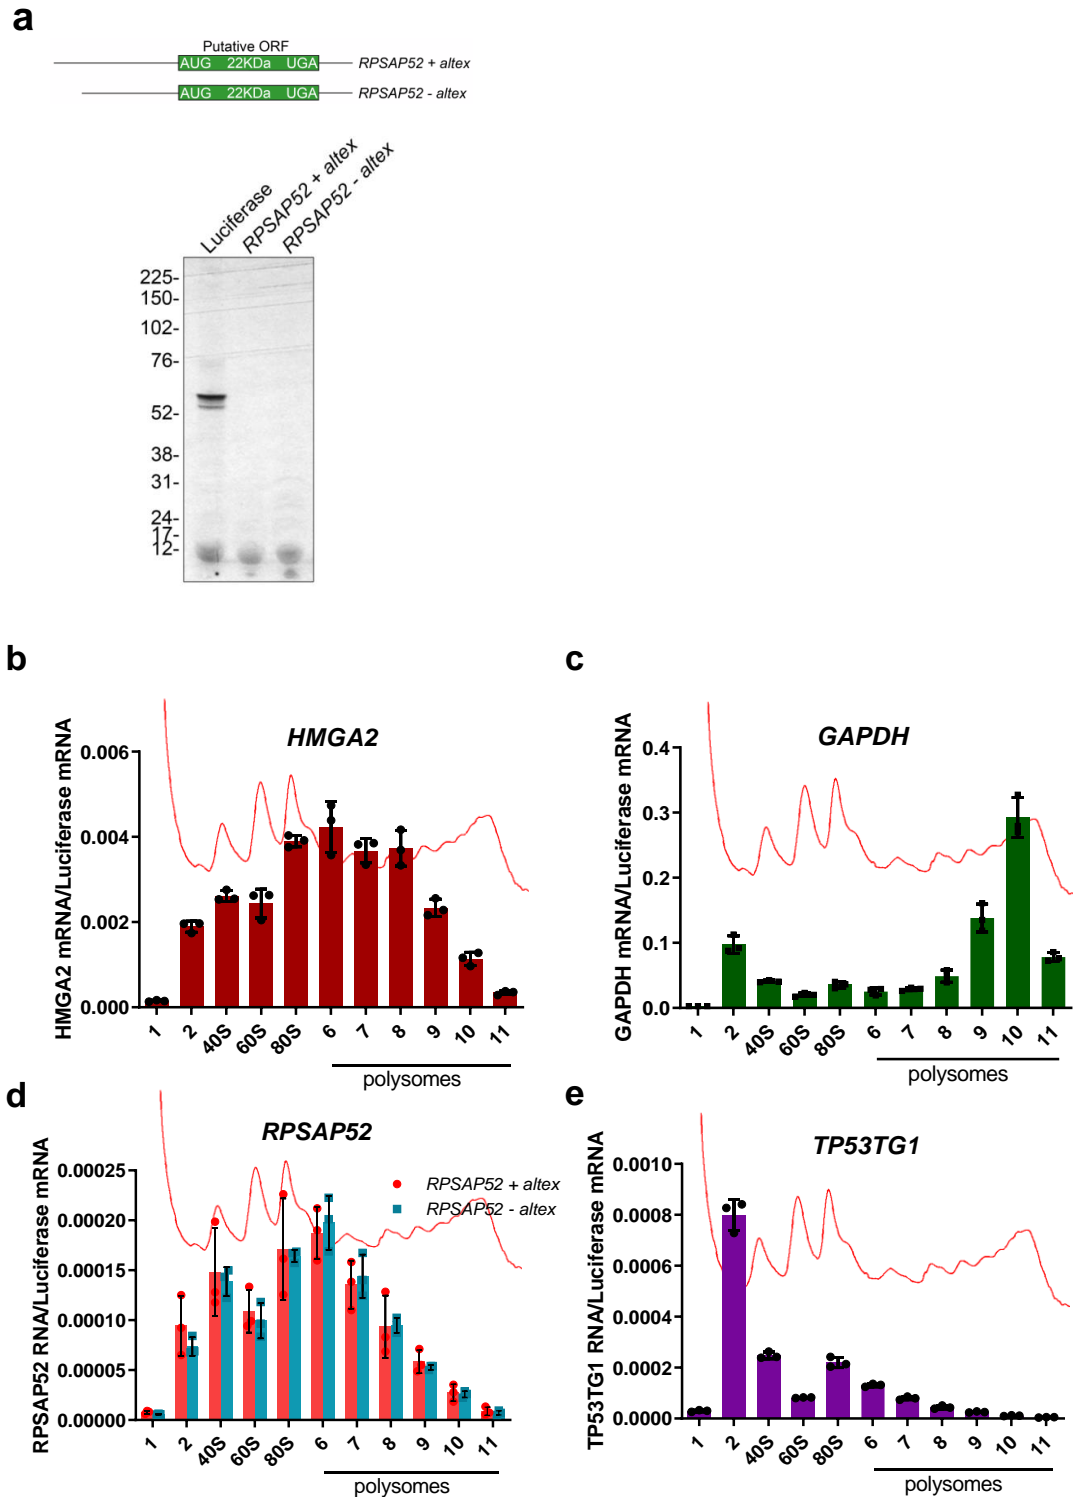 a
Putative ORF
AUG 22KDa UGA RPSAP52 + altex
AUG 22KDa UGA RPSAP52 - altex
Luciferase
RPSAP52 + altex
RPSAP52 - altex
225-
150-
102-
76-
52-
38-
31-
24-
17-
12-
b
HMGA2
HMGA2 mRNA/Luciferase mRNA
0.006
0.004
0.002
0.000
1 2 40S 60S 80S 6 7 8 9 10 11
polysomes
c
GAPDH
GAPDH mRNA/Luciferase mRNA
0.4
0.3
0.2
0.1
0.0
1 2 40S 60S 80S 6 7 8 9 10 11
polysomes
d
RPSAP52
RPSAP52 RNA/Luciferase mRNA
0.00025
0.00020
0.00015
0.00010
0.00005
0.00000
RPSAP52 + altex
RPSAP52 - altex
1 2 40S 60S 80S 6 7 8 9 10 11
polysomes
e
TP53TG1
TP53TG1 RNA/Luciferase mRNA
0.0010
0.0008
0.0006
0.0004
0.0002
0.0000
1 2 40S 60S 80S 6 7 8 9 10 11
polysomes